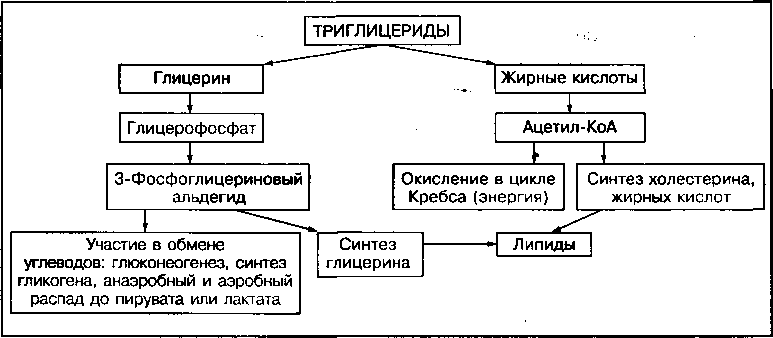 ТРИГЛИЦЕРИДЫ
Глицерин
Жирные кислоты
Глицерофосфат
Ацетил-КоА
3-Фосфоглицериновый
альдегид
Окисление в цикле
Кребса (энергия)
Синтез холестерина,
жирных кислот
Участие в обмене
углеводов: глюконеогенез, синтез
гликогена, анаэробный и аэробный
распад до пирувата или лактата
Синтез
глицерина
Липиды